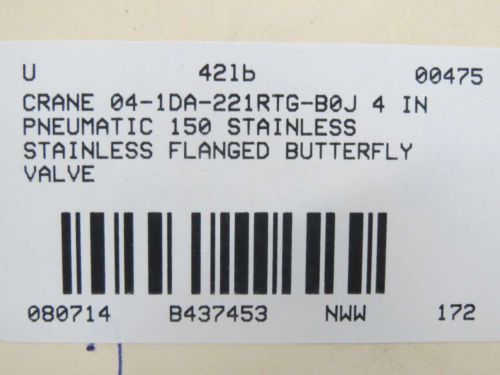 U 42lb 00475
CRANE 04-1DA-221RTG-B0J 4 IN
PNEUMATIC 150 STAINLESS
STAINLESS FLANGED BUTTERFLY
VALVE
080714 B437453 NWW 172